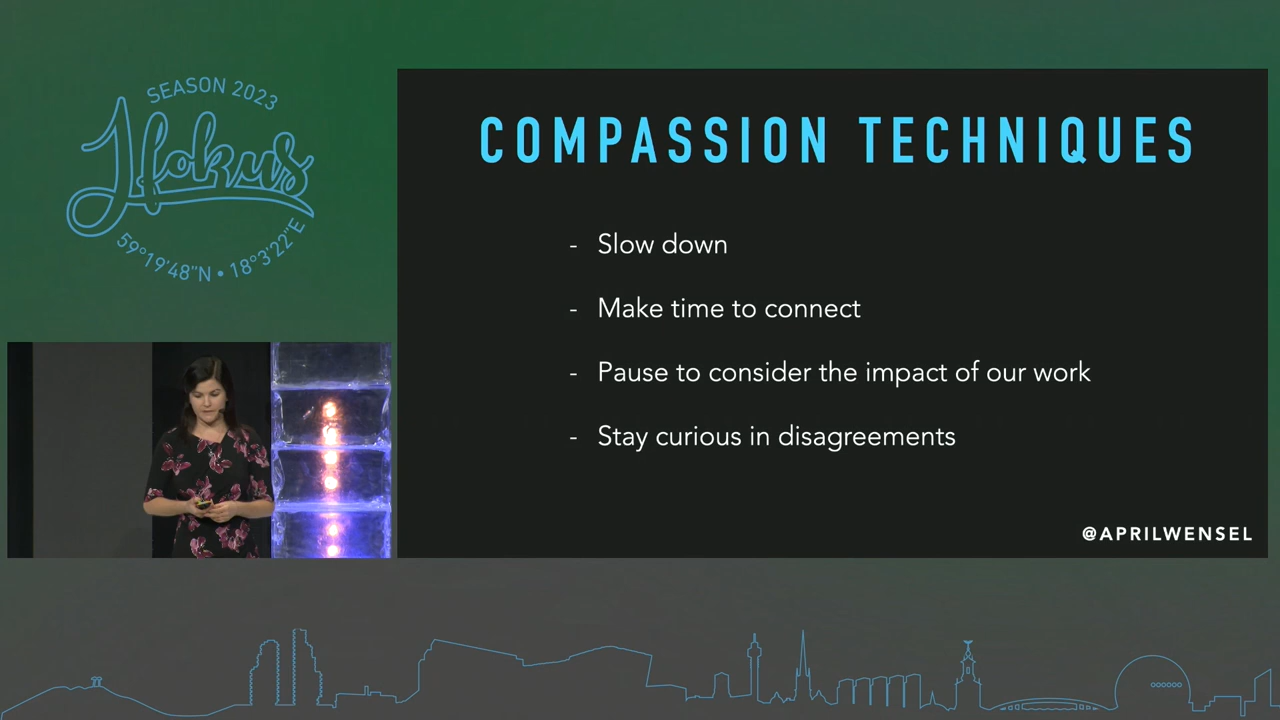 SEASON 2023
Hokus
59°19'48"N • 18°3'22"E
COMPASSION TECHNIQUES
- Slow down
- Make time to connect
- Pause to consider the impact of our work
- Stay curious in disagreements
@APRILWENSEL